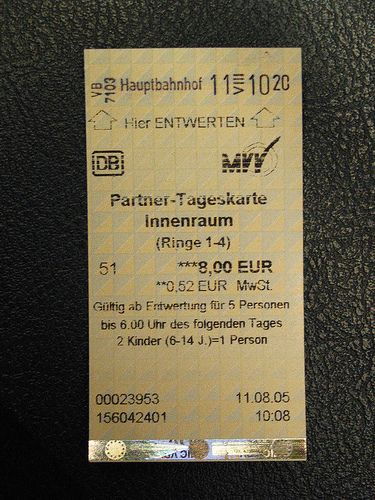 VB 7103 Hauptbahnhof 11 VIII 10 20
Hier ENTWERTEN
DB MVV
Partner-Tageskarte
Innenraum
(Ringe 1-4)
51 ***8,00 EUR
**0,52 EUR MwSt.
Gültig ab Entwertung für 5 Personen
bis 6.00 Uhr des folgenden Tages
2 Kinder (6-14 J.)=1 Person
00023953 11.08.05
156042401 10:08